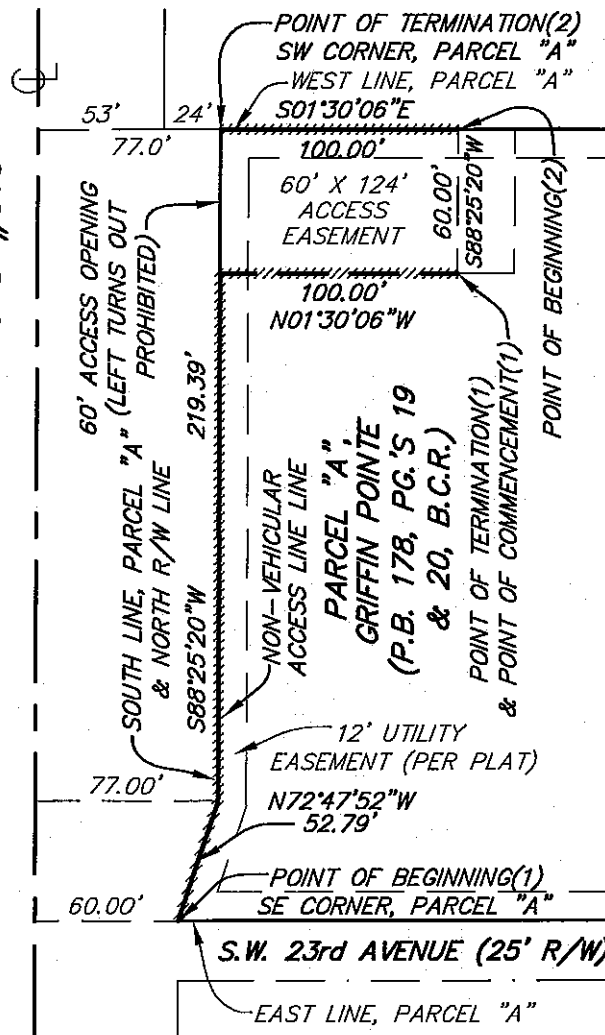 POINT OF TERMINATION(2)
SW CORNER, PARCEL "A"
WEST LINE, PARCEL "A"
S01°30'06"E
53'
24'
77.0'
100.00'
60' X 124'
ACCESS
EASEMENT
60.00'
S88°25'20"W
POINT OF BEGINNING(2)
100.00'
N01°30'06"W
60' ACCESS OPENING
(LEFT TURNS OUT
PROHIBITED)
219.39'
SOUTH LINE, PARCEL "A"
& NORTH R/W LINE
S88°25'20"W
NON-VEHICULAR
ACCESS LINE LINE
PARCEL "A",
GRIFFIN POINTE
(P.B. 178, PG.'S 19
& 20, B.C.R.)
POINT OF TERMINATION(1)
& POINT OF COMMENCEMENT(1)
12' UTILITY
EASEMENT (PER PLAT)
77.00'
N72°47'52"W
52.79'
POINT OF BEGINNING(1)
60.00'
SE CORNER, PARCEL "A"
S.W. 23rd AVENUE (25' R/W)
EAST LINE, PARCEL "A"